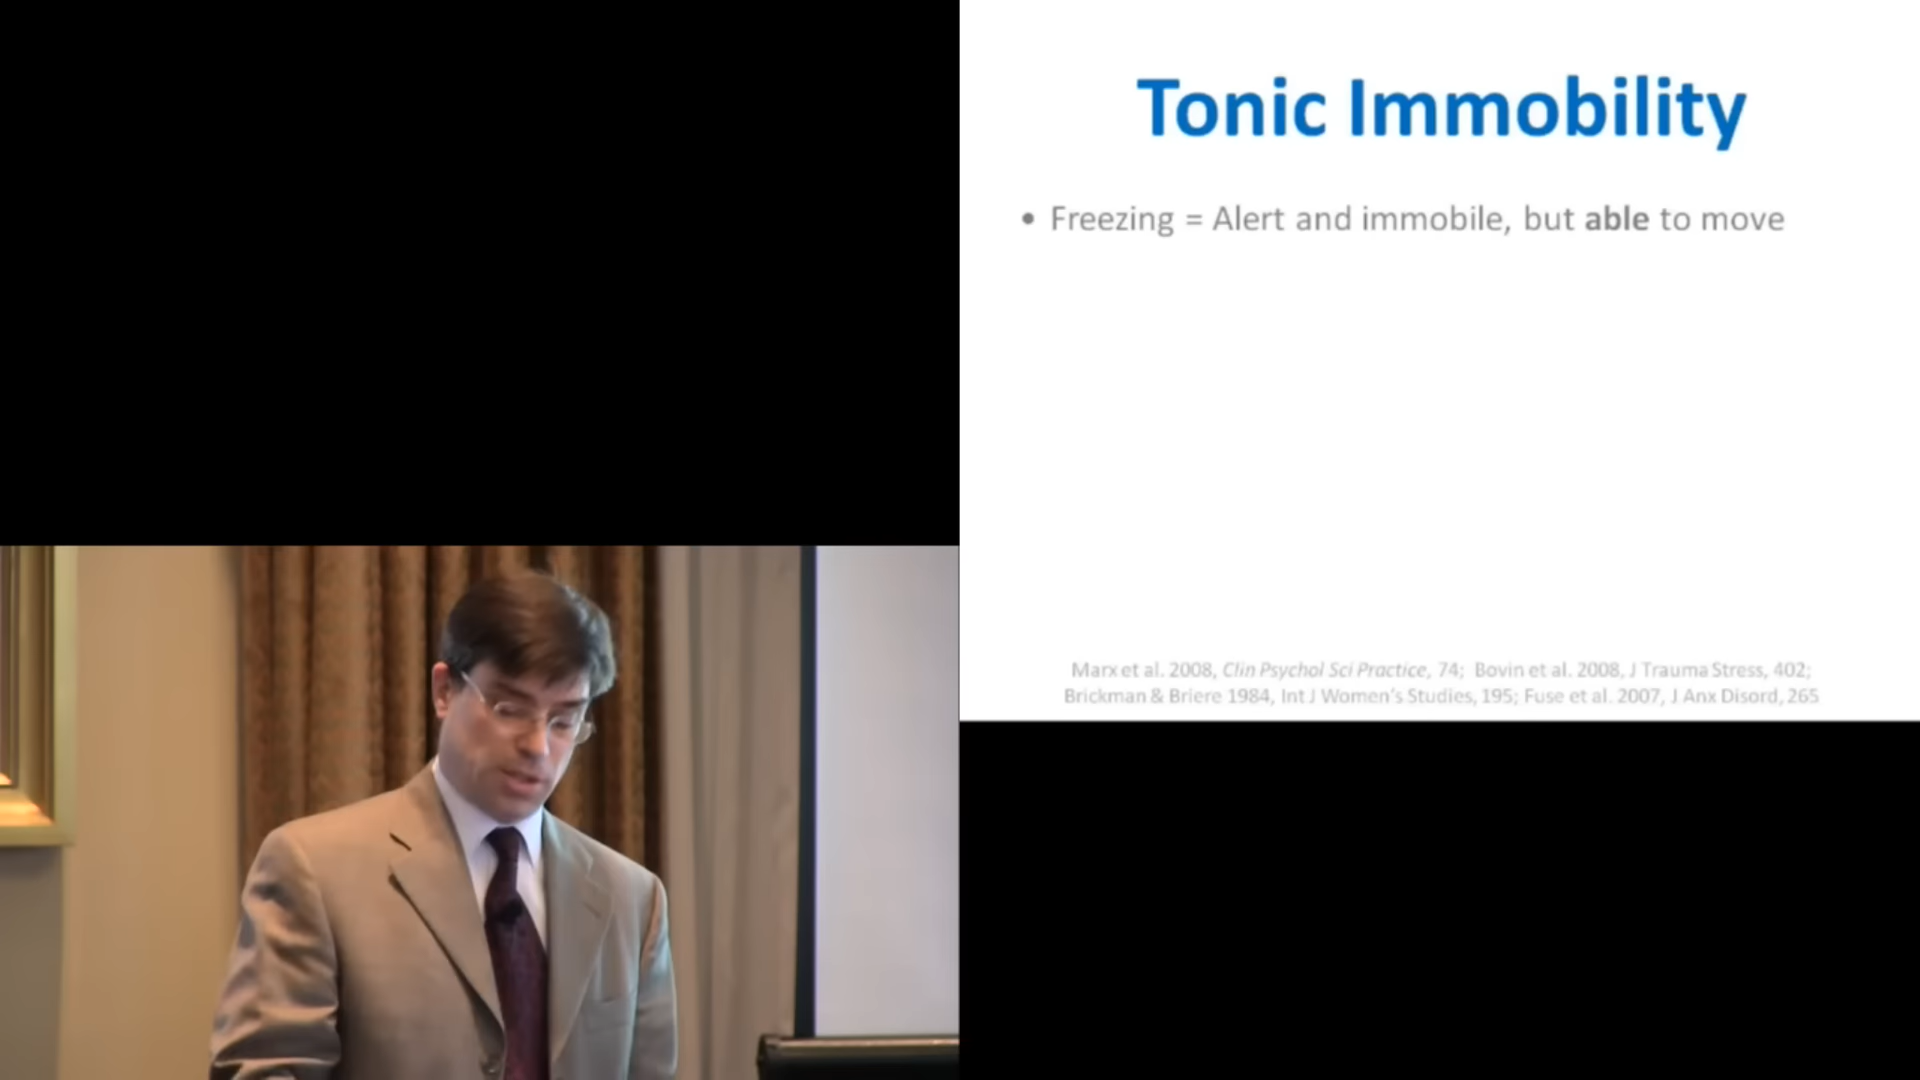 Tonic Immobility
• Freezing = Alert and immobile, but able to move
Marx et al. 2008, Clin Psychol Sci Practice, 74; Bovin et al. 2008, J Trauma Stress, 402;
Brickman & Briere 1984, Int J Women's Studies, 195; Fuse et al. 2007, J Anx Disord, 265